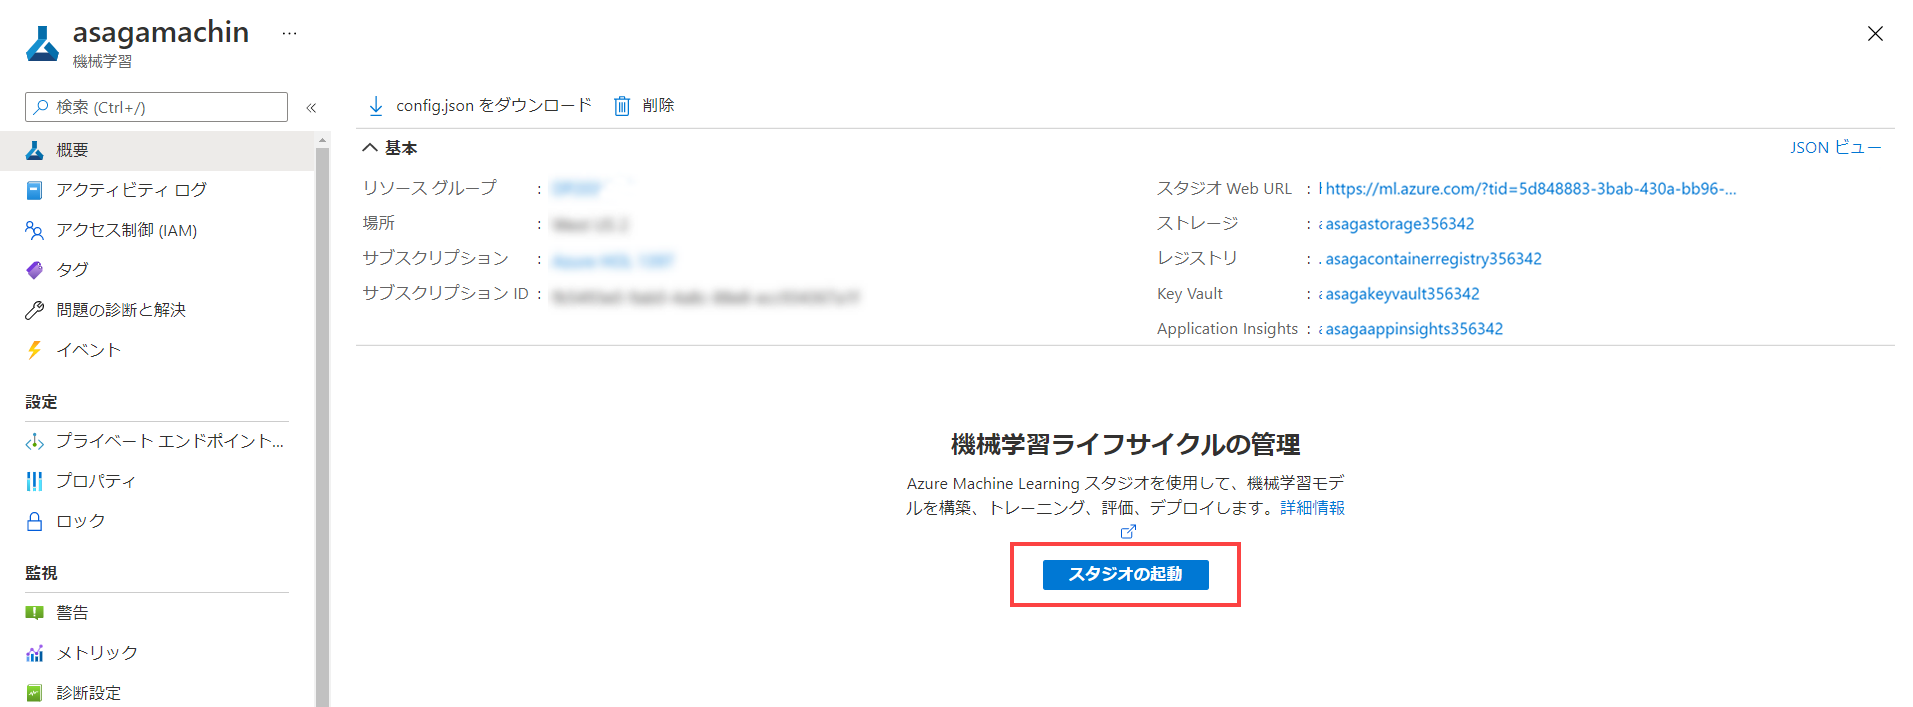 asagamachin
...
機械学習
検索 (Ctrl+/)
«
概要
アクティビティ ログ
アクセス制御 (IAM)
タグ
問題の診断と解決
イベント
設定
プライベート エンドポイント...
プロパティ
ロック
監視
警告
メトリック
診断設定
config.json をダウンロード 削除
基本
JSON ビュー
リソース グループ :
場所 :
サブスクリプション :
サブスクリプション ID :
スタジオ Web URL : https://ml.azure.com/?tid=5d848883-3bab-430a-bb96-...
ストレージ : asagastorage356342
レジストリ : asagacontainerregistry356342
Key Vault : asagakeyvault356342
Application Insights : asagaappinsights356342
機械学習ライフサイクルの管理
Azure Machine Learning スタジオを使用して、機械学習モデ
ルを構築、トレーニング、評価、デプロイします。詳細情報
スタジオの起動